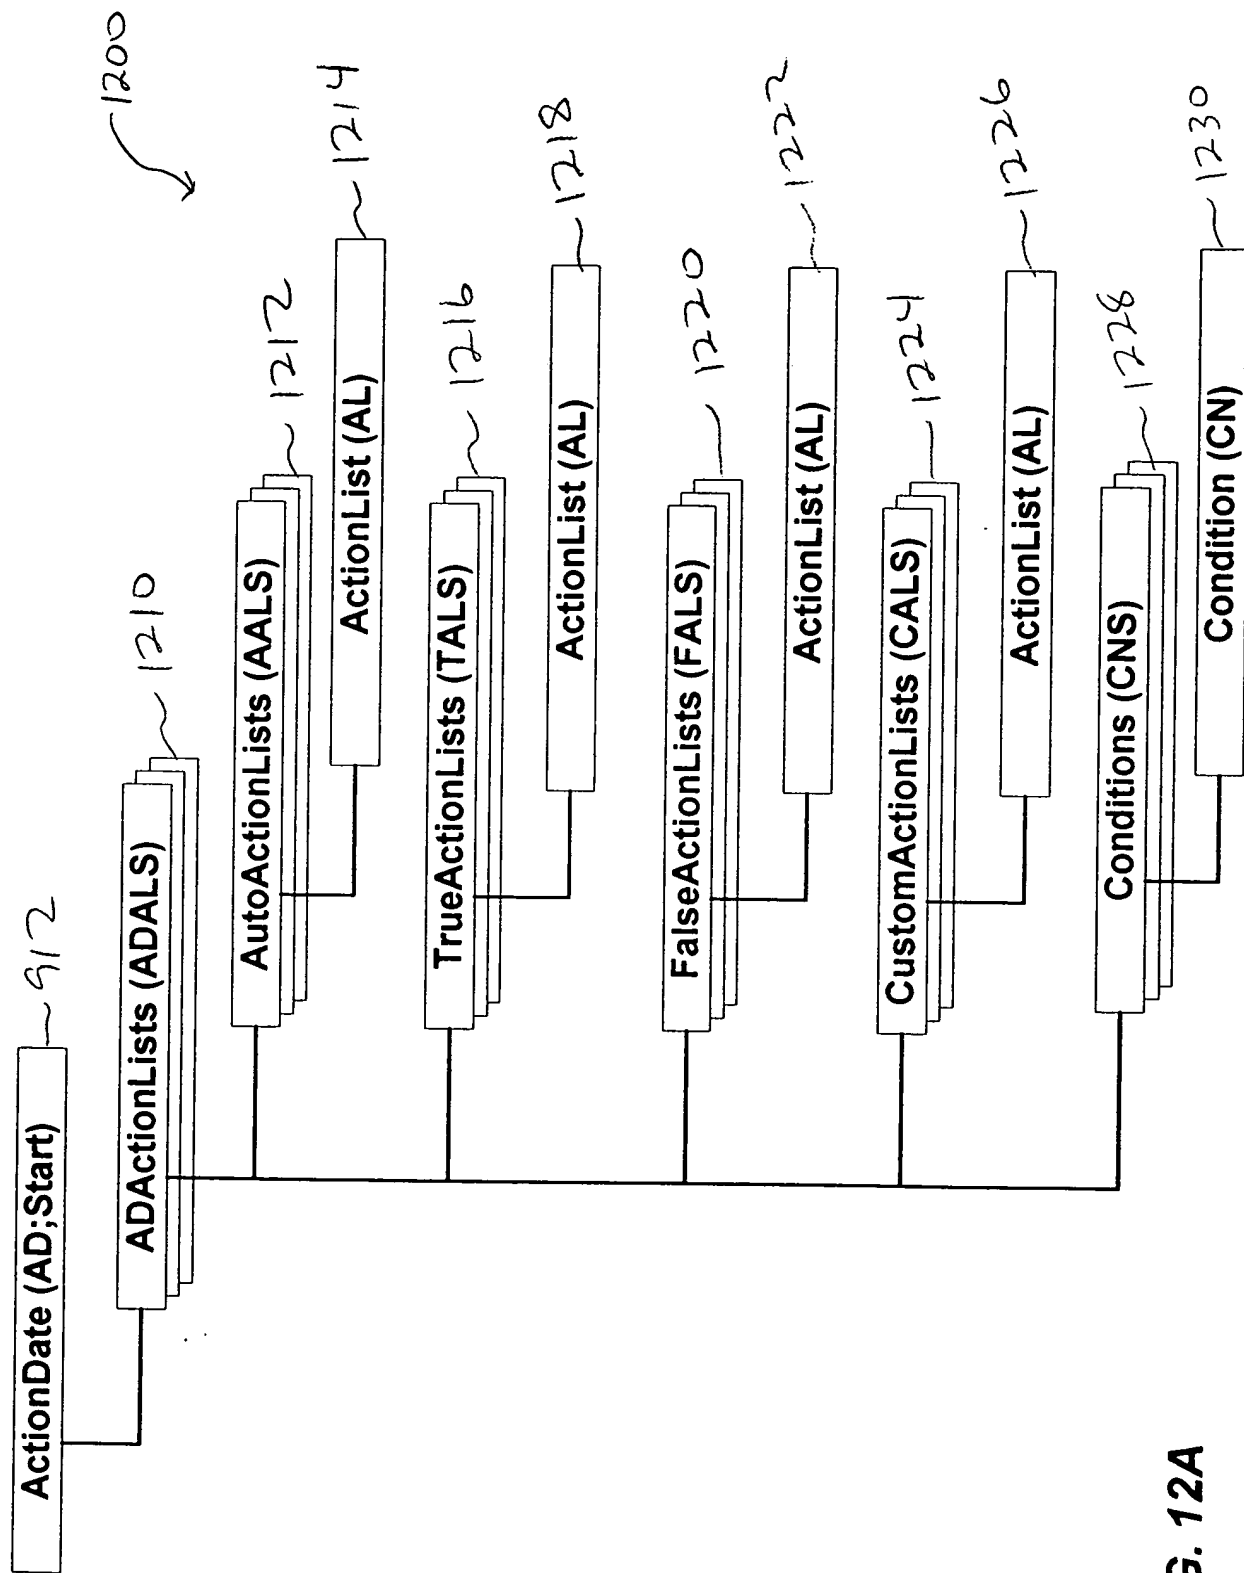 1200
ActionDate (AD;Start)
912
ADActionLists (ADALS)
1210
AutoActionLists (AALS)
1212
ActionList (AL)
1214
TrueActionLists (TALS)
1216
ActionList (AL)
1218
FalseActionLists (FALS)
1220
ActionList (AL)
1222
CustomActionLists (CALS)
1224
ActionList (AL)
1226
Conditions (CNS)
1228
Condition (CN)
1230
G. 12A